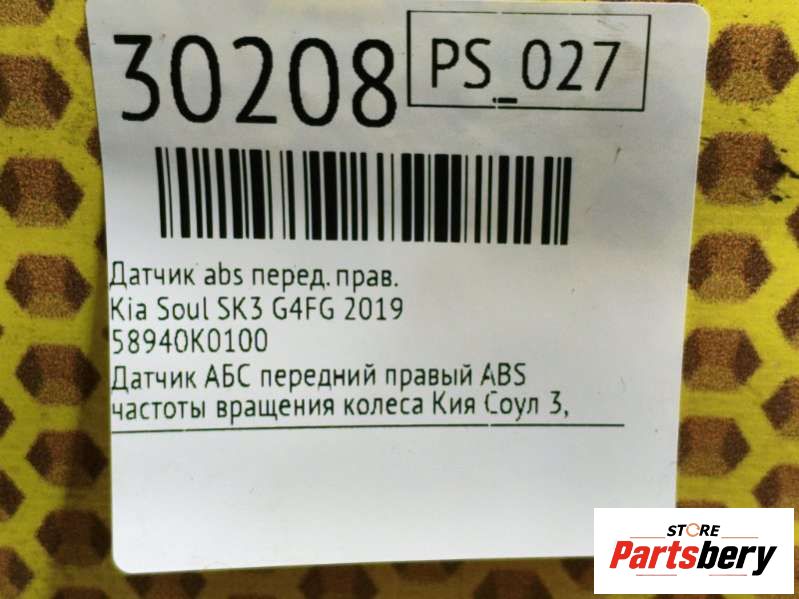 30208
PS_027
Датчик abs перед. прав.
Kia Soul SK3 G4FG 2019
58940K0100
Датчик АБС передний правый ABS
частоты вращения колеса Кия Соул 3,
STORE
Partsbery